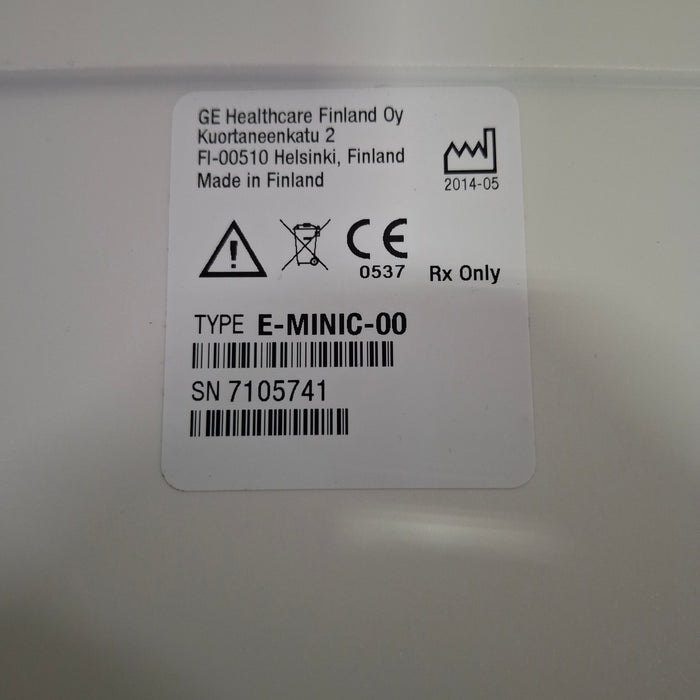 GE Healthcare Finland Oy
Kuortaneenkatu 2
FI-00510 Helsinki, Finland
Made in Finland
2014-05
CE
0537
Rx Only
TYPE E-MINIC-00
SN 7105741